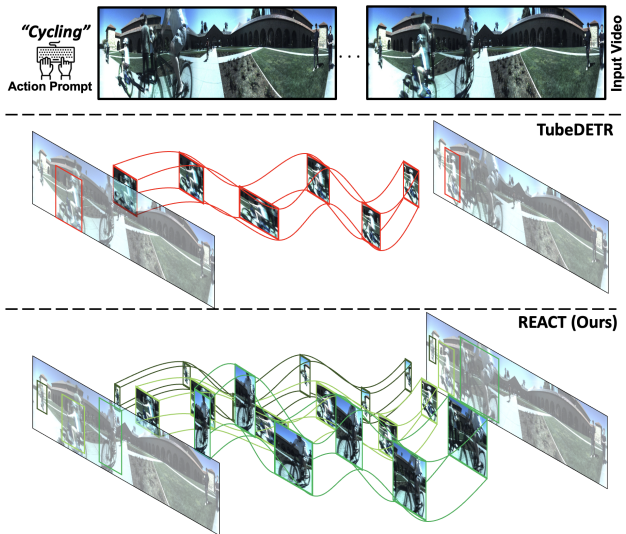 “Cycling”
Action Prompt
. . .
Input Video
TubeDETR
REACT (Ours)